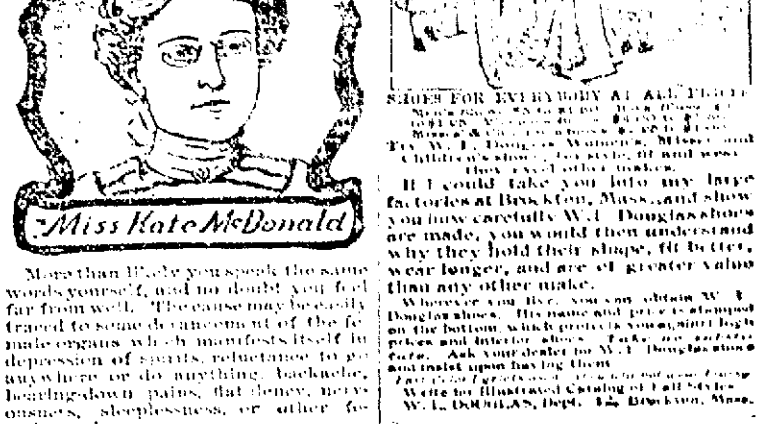 Miss Kate McDonald
More than likely you speak the same
words yourself, and no doubt you feel
far from well. The cause may be easily
traced to some derangement of the fe-
male organs which manifests itself in
depression of spirits, reluctance to go
anywhere or do anything, backache,
bearing-down pains, flatulency, nerv-
ousness, sleeplessness, or other fe-
SHOES FOR EVERYBODY AT ALL PRICES
Try W. L. Douglas Women's, Misses and
Children's shoes; for style, fit and wear
they excel other makes.
If I could take you into my large
factories at Brockton, Mass., and show
you how carefully W. L. Douglas shoes
are made, you would then understand
why they hold their shape, fit better,
wear longer, and are of greater value
than any other make.
Wherever you live, you can obtain W. L.
Douglas shoes. His name and price is stamped
on the bottom, which protects you against high
prices and inferior shoes. Take no substi-
tute. Ask your dealer for W. L. Douglas shoes
and insist upon having them.
Write for Illustrated Catalog of Fall Styles.
W. L. DOUGLAS, Dept. Brockton, Mass.